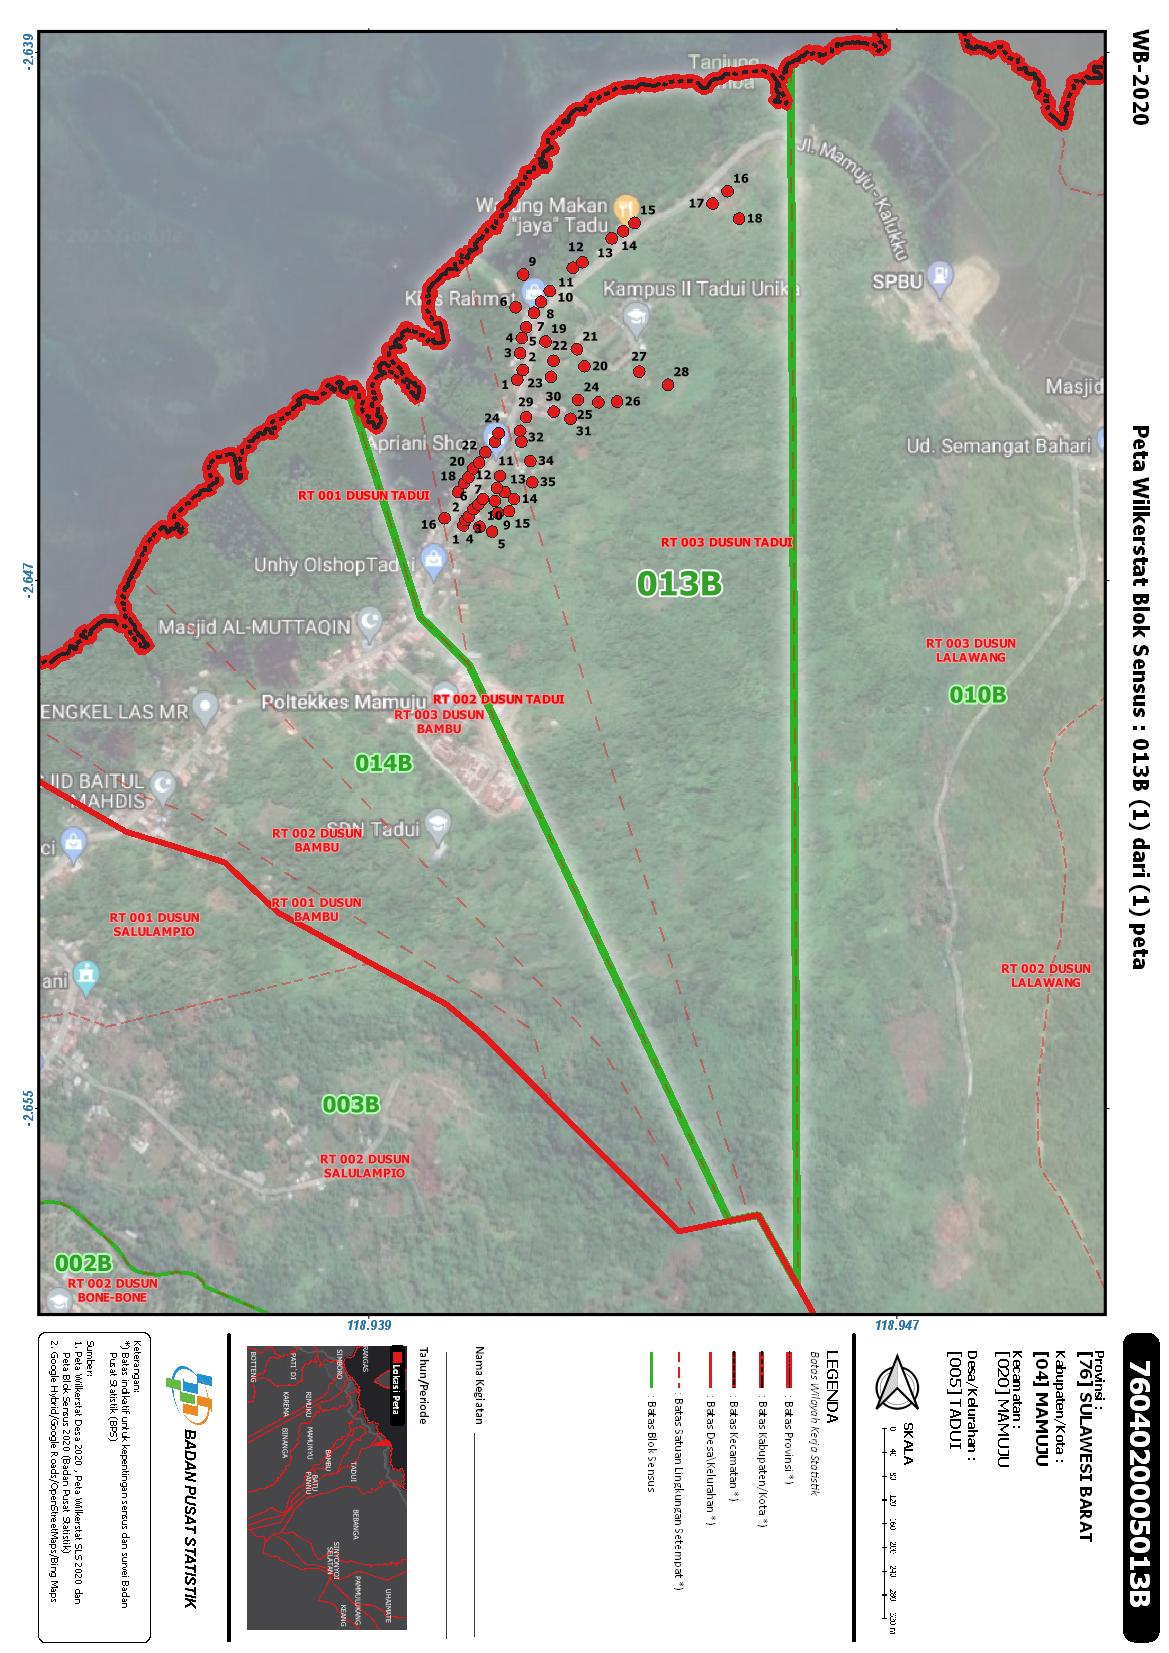 WB-2020
Peta Wilkerstat Blok Sensus : 013B (1) dari (1) peta
7604020005013B
Provinsi :
[76] SULAWESI BARAT
Kabupaten/Kota :
[04] MAMUJU
Kecamatan :
[020] MAMUJU
Desa/Kelurahan :
[005] TADUI
SKALA
0 40 80 120 160 200 240 280 320 m
LEGENDA
Batas Wilayah Kerja Statistik
: Batas Provinsi *)
: Batas Kabupaten/Kota *)
: Batas Kecamatan *)
: Batas Desa\Kelurahan *)
: Batas Satuan Lingkungan Setempat *)
: Batas Blok Sensus
Nama Kegiatan
Tahun/Periode
Lokasi Peta
RANGAS
SIMBORO
PATI DI
BOTTENG
RIMUKU
KAREMA
MAMUNYU
BINANGA
BAMBU
TADUI
BATU
PANNU
BEBANGA
SINYONYOI
SELATAN
PAMMULUKANG
KEANG
UHAIMATE
BADAN PUSAT STATISTIK
Keterangan:
*) Batas indikatif untuk kepentingan sensus dan survei Badan
Pusat Statistik (BPS)
Sumber:
1. Peta Wilkerstat Desa 2020 , Peta Wilkerstat SLS 2020 dan
Peta Blok Sensus 2020 (Badan Pusat Statistik)
2. Google Hybrid/Google Roads/OpenStreetMaps/Bing Maps
-2.639
-2.647
-2.655
118.939
118.947
Tanjung
Jl. Mamuju - Kalukku
16
17
18
Warung Makan
"jaya" Tadu
15
14
13
12
9
SPBU
11
10
Kios Rahmat
Kampus II Tadui Unika
6
8
7
19
4
5
21
3
2
22
20
27
28
1
23
24
30
26
29
25
31
Masjid
Apriani Shop
24
32
22
Ud. Semangat Bahari
20
11
34
18
12
13
35
RT 001 DUSUN TADUI
6
7
14
2
16
10
9
15
3
1
4
5
RT 003 DUSUN TADUI
013B
Unhy OlshopTadui
Masjid AL-MUTTAQIN
RT 003 DUSUN
LALAWANG
010B
Poltekkes Mamuju
RT 002 DUSUN TADUI
RT 003 DUSUN
BAMBU
ENGKEL LAS MR
014B
JID BAITUL
MAHDIS
SDN Tadui
RT 002 DUSUN
BAMBU
ci
RT 001 DUSUN
BAMBU
RT 001 DUSUN
SALULAMPIO
ani
RT 002 DUSUN
LALAWANG
003B
RT 002 DUSUN
SALULAMPIO
002B
RT 002 DUSUN
BONE-BONE